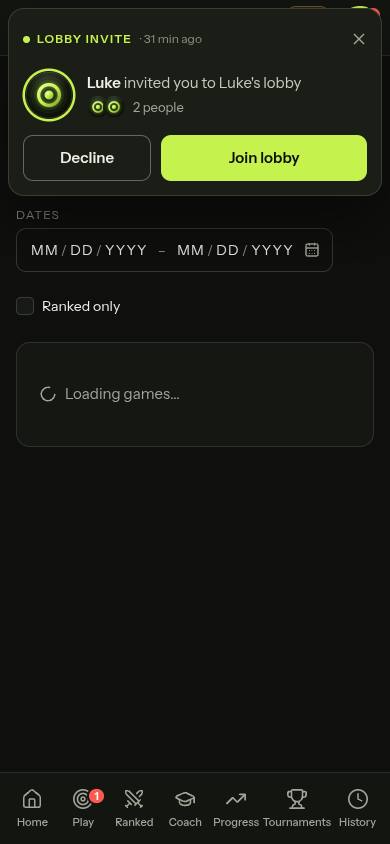 LOBBY INVITE · 31 min ago
Luke invited you to Luke's lobby
2 people
Decline
Join lobby
DATES
MM / DD / YYYY – MM / DD / YYYY
Ranked only
Loading games...
1
Home
Play
Ranked
Coach
Progress
Tournaments
History